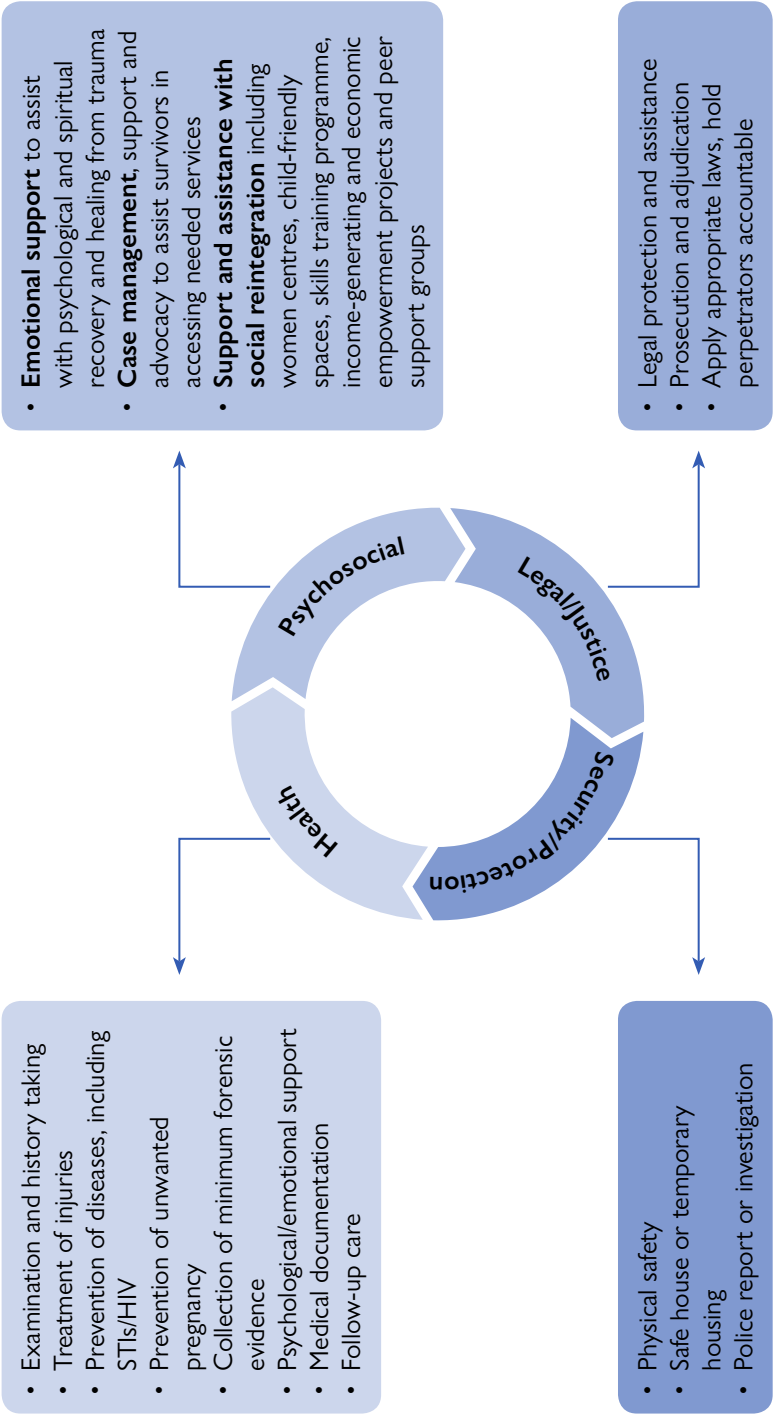 • Examination and history taking
• Treatment of injuries
• Prevention of diseases, including
STIs/HIV
• Prevention of unwanted
pregnancy
• Collection of minimum forensic
evidence
• Psychological/emotional support
• Medical documentation
• Follow-up care
• Emotional support to assist
with psychological and spiritual
recovery and healing from trauma
• Case management, support and
advocacy to assist survivors in
accessing needed services
• Support and assistance with
social reintegration including
women centres, child-friendly
spaces, skills training programme,
income-generating and economic
empowerment projects and peer
support groups
Health
Psychosocial
Security/Protection
Legal/Justice
• Physical safety
• Safe house or temporary
housing
• Police report or investigation
• Legal protection and assistance
• Prosecution and adjudication
• Apply appropriate laws, hold
perpetrators accountable